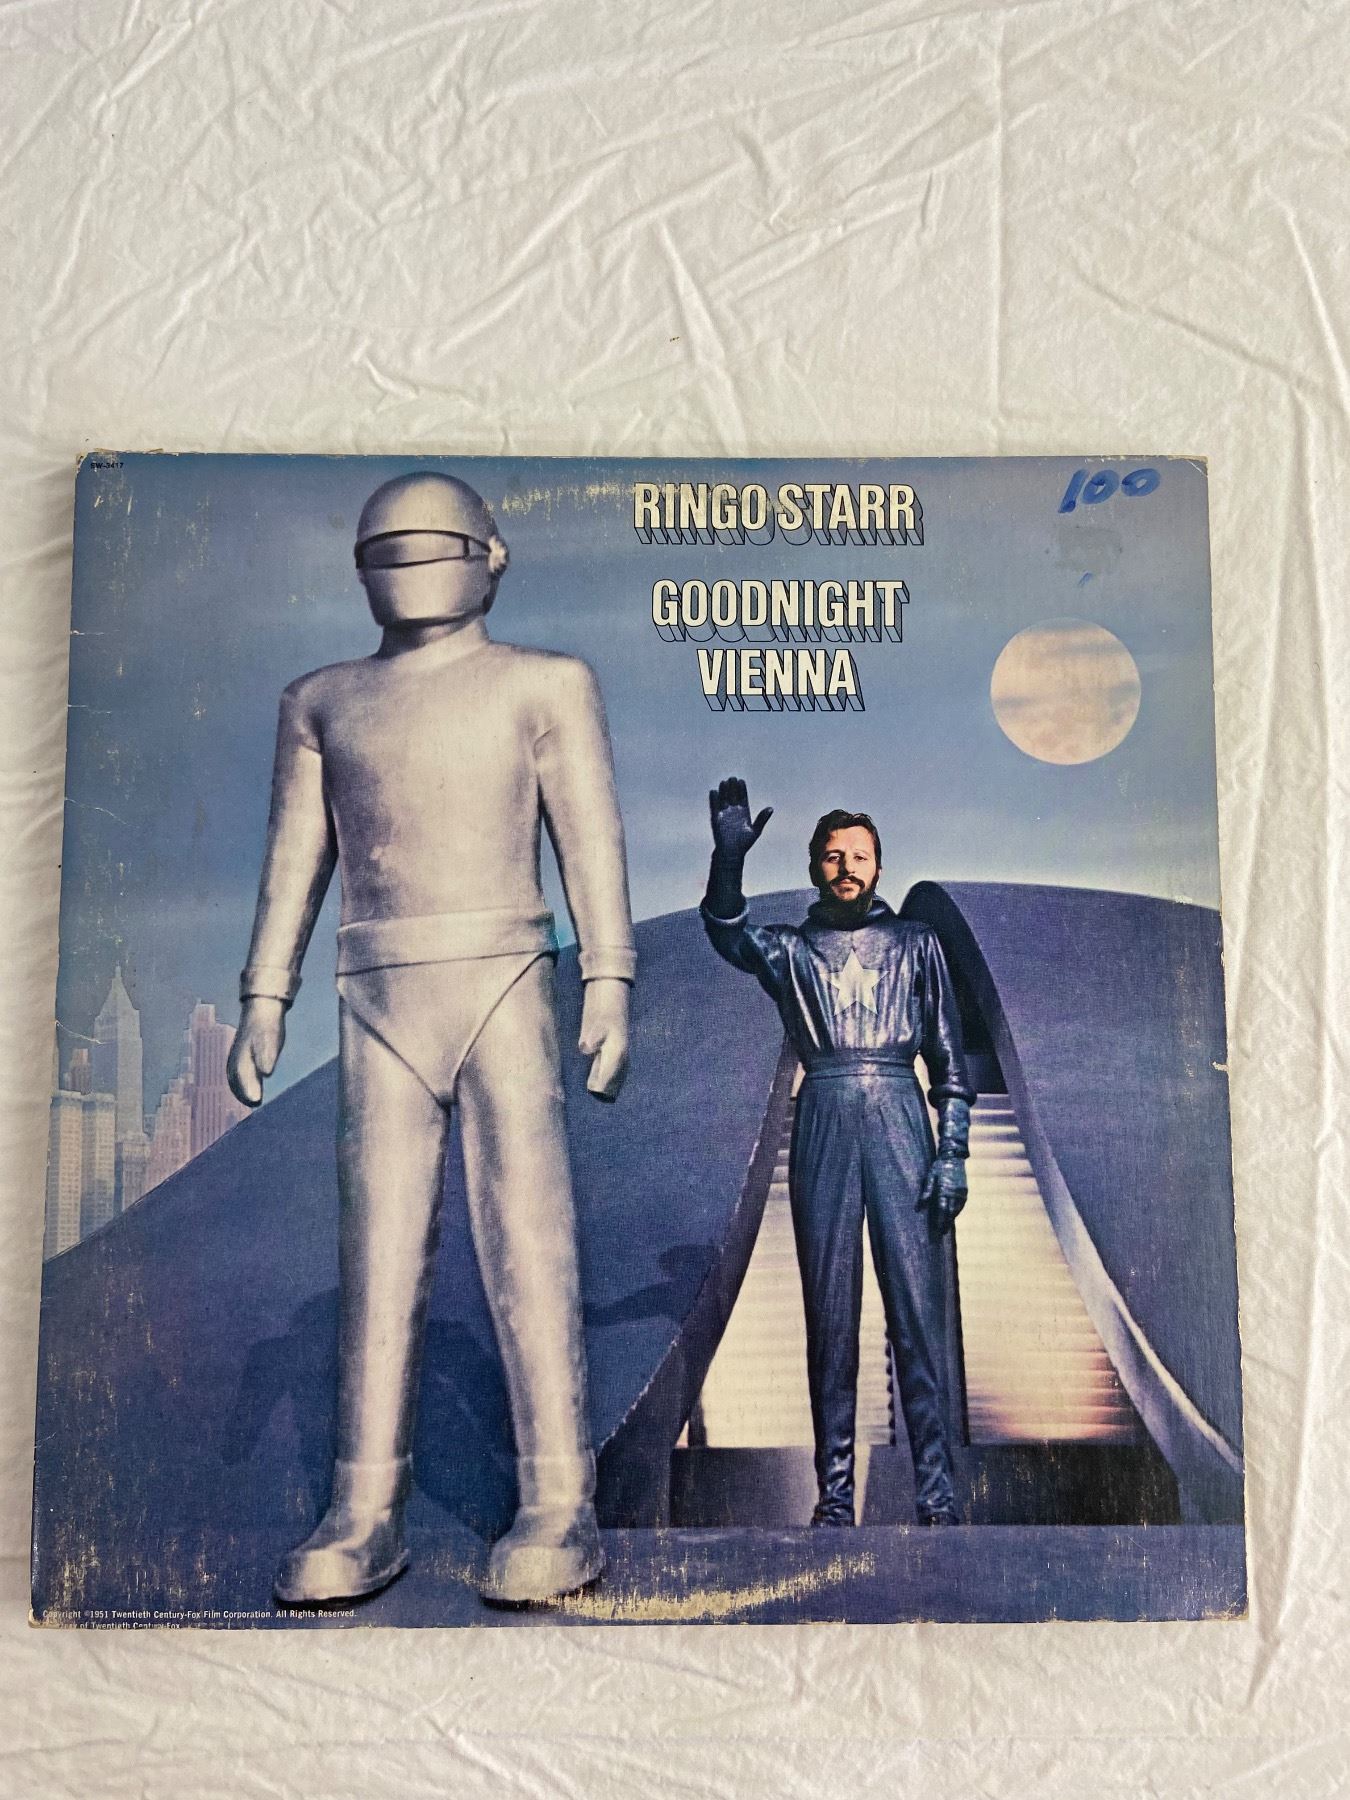 SW-3417
100
RINGO STARR
GOODNIGHT
VIENNA
Copyright ©1951 Twentieth Century-Fox Film Corporation. All Rights Reserved.
of Twentieth Century-Fox